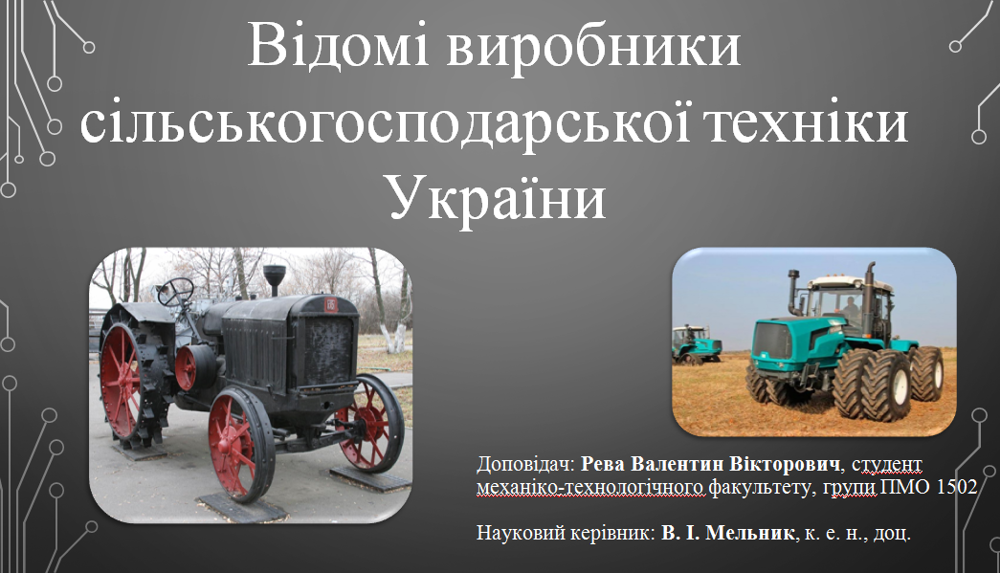 Відомі виробники
сільськогосподарської техніки
України
Доповідач: Рева Валентин Вікторович, студент
механіко-технологічного факультету, групи ПМО 1502
Науковий керівник: В. І. Мельник, к. е. н., доц.